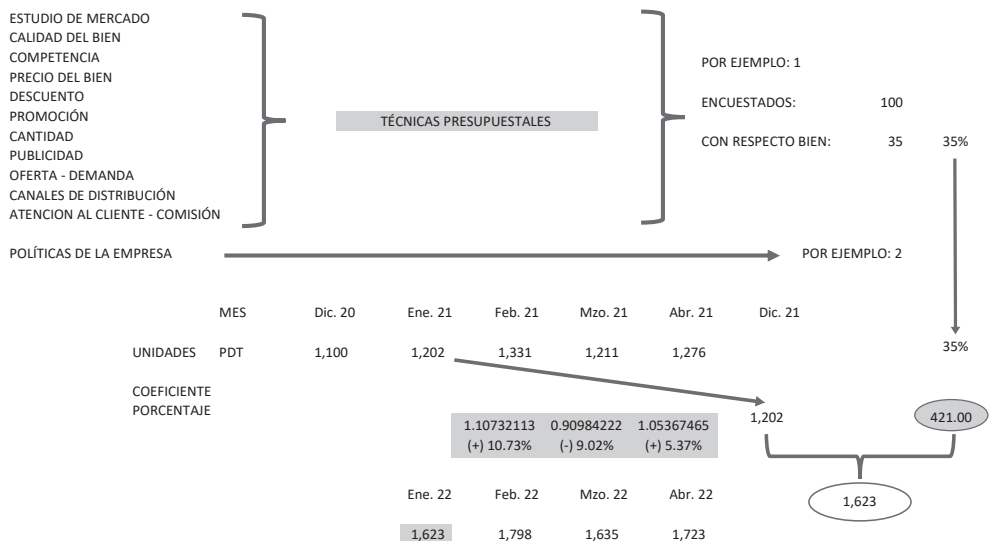 ESTUDIO DE MERCADO
CALIDAD DEL BIEN
COMPETENCIA
PRECIO DEL BIEN
DESCUENTO
PROMOCIÓN
CANTIDAD
PUBLICIDAD
OFERTA - DEMANDA
CANALES DE DISTRIBUCIÓN
ATENCION AL CLIENTE - COMISIÓN
TÉCNICAS PRESUPUESTALES
POR EJEMPLO: 1
ENCUESTADOS: 100
CON RESPECTO BIEN: 35 35%
POLÍTICAS DE LA EMPRESA POR EJEMPLO: 2
MES Dic. 20 Ene. 21 Feb. 21 Mzo. 21 Abr. 21 Dic. 21
UNIDADES PDT 1,100 1,202 1,331 1,211 1,276 35%
COEFICIENTE
PORCENTAJE 1,202 421.00
1.10732113 0.90984222 1.05367465
(+) 10.73% (-) 9.02% (+) 5.37%
Ene. 22 Feb. 22 Mzo. 22 Abr. 22 1,623
1,623 1,798 1,635 1,723